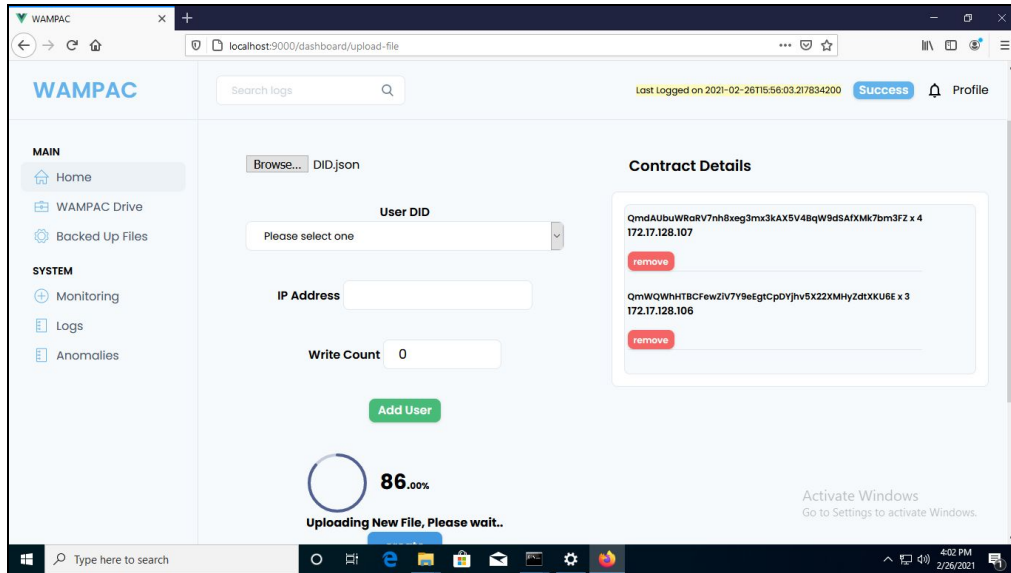 WAMPAC
localhost:9000/dashboard/upload-file
WAMPAC
Search logs
Last Logged on 2021-02-26T15:56:03.217834200
Success
Profile
MAIN
Home
WAMPAC Drive
Backed Up Files
SYSTEM
Monitoring
Logs
Anomalies
Browse... DID.json
User DID
Please select one
IP Address
Write Count 0
Add User
86.00%
Uploading New File, Please wait..
Contract Details
QmdAUbuWRaRV7nh8xeg3mx3kAX5V4BqW9dSAfXMk7bm3FZ x 4
172.17.128.107
remove
QmWQWhHTBCFewZiV7Y9eEgtCpDYjhv5X22XMHyZdtXKU6E x 3
172.17.128.106
remove
Activate Windows
Go to Settings to activate Windows.
Type here to search
4:02 PM
2/26/2021